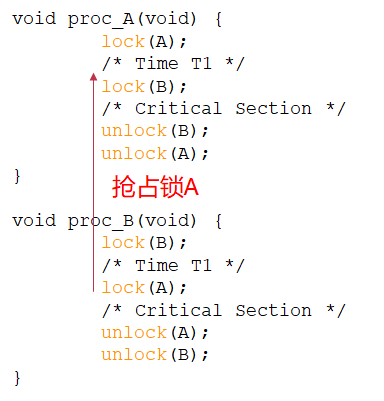 void proc_A(void) {
lock(A);
/* Time T1 */
lock(B);
/* Critical Section */
unlock(B);
unlock(A);
}
抢占锁A
void proc_B(void) {
lock(B);
/* Time T1 */
lock(A);
/* Critical Section */
unlock(A);
unlock(B);
}